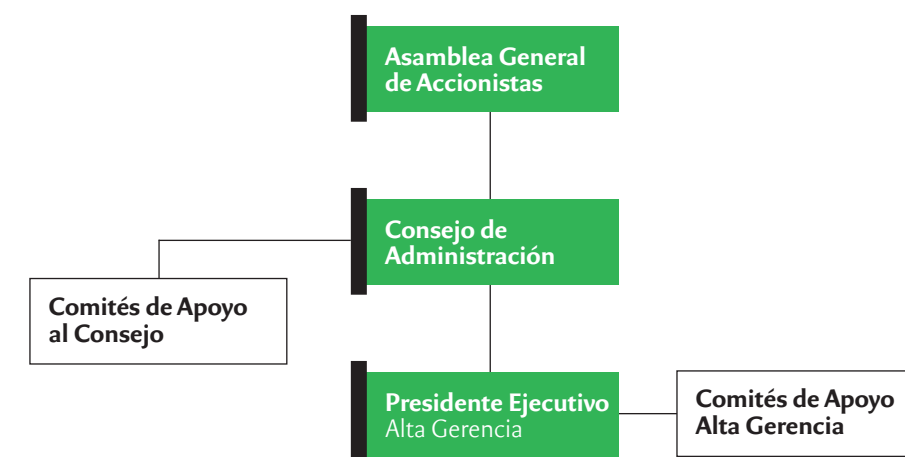 Asamblea General
de Accionistas
Consejo de
Administración
Comités de Apoyo
al Consejo
Presidente Ejecutivo
Alta Gerencia
Comités de Apoyo
Alta Gerencia